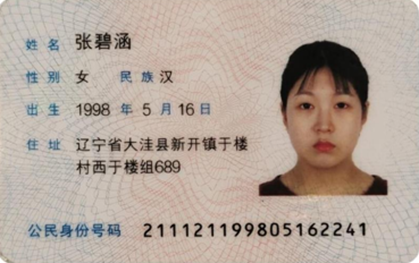 姓名 张碧涵
性别 女 民族 汉
出生 1998 年 5 月 16 日
住址 辽宁省大洼县新开镇于楼
村西于楼组689
公民身份号码 211121199805162241